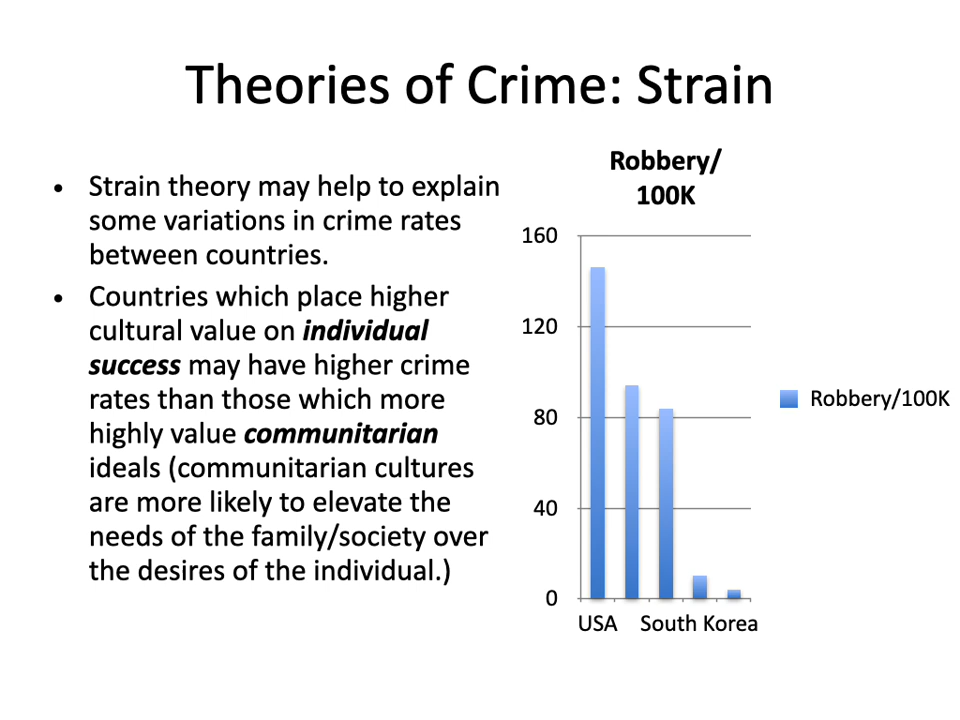 Theories of Crime: Strain
• Strain theory may help to explain
some variations in crime rates
between countries.
• Countries which place higher
cultural value on individual
success may have higher crime
rates than those which more
highly value communitarian
ideals (communitarian cultures
are more likely to elevate the
needs of the family/society over
the desires of the individual.)
Robbery/
100K
160
120
80
40
0
USA
South Korea
Robbery/100K